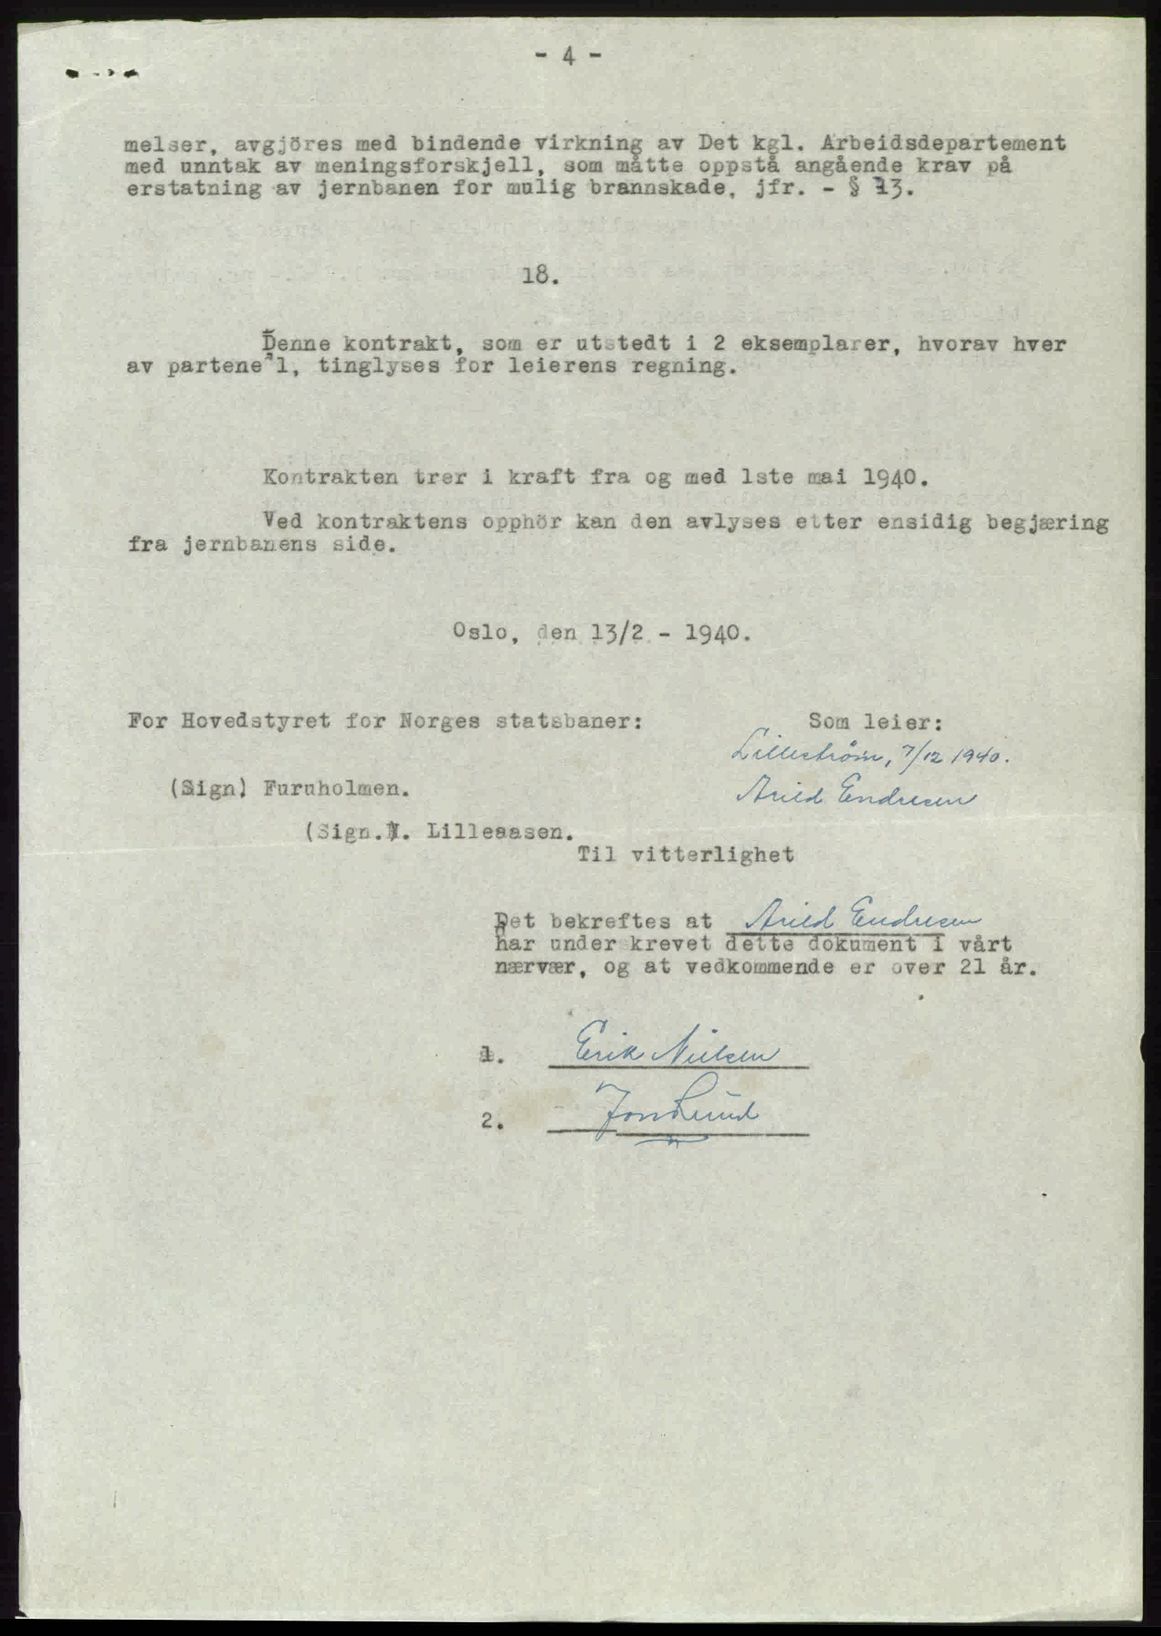 - 4 -
melser, avgjöres med bindende virkning av Det kgl. Arbeidsdepartement
med unntak av meningsforskjell, som måtte oppstå angående krav på
erstatning av jernbanen for mulig brannskade, jfr. - § 13.
18.
Denne kontrakt, som er utstedt i 2 eksemplarer, hvorav hver
av partene 1, tinglyses for leierens regning.
Kontrakten trer i kraft fra og med 1ste mai 1940.
Ved kontraktens opphör kan den avlyses etter ensidig begjæring
fra jernbanens side.
Oslo, den 13/2 - 1940.
For Hovedstyret for Norges statsbaner: Som leier:
Lillestrøm, 7/12 1940.
(Sign) Furuholmen. Arild Endresen
(Sign. Lilleaasen.
Til vitterlighet
Det bekreftes at Arild Endresen
har under krevet dette dokument i vårt
nærvær, og at vedkommende er over 21 år.
1. Erik Nielsen
2. Jon Lund